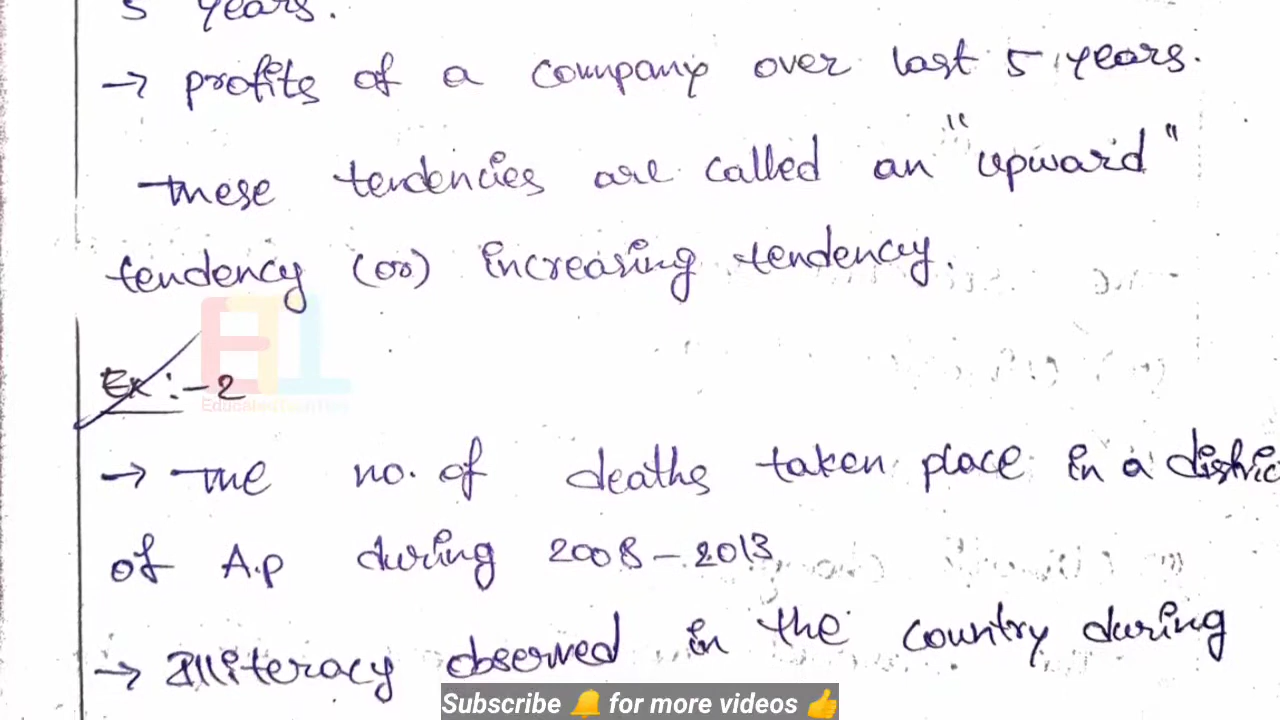 5 years.
→ profits of a company over last 5 years.
these tendencies are called an "upward"
tendency (or) increasing tendency.
Ex :- 2
→ The no. of deaths taken place in a distric
of A.p during 2008 - 2013,
→ Illiteracy observed in the country during
Subscribe 🔔 for more videos 👍